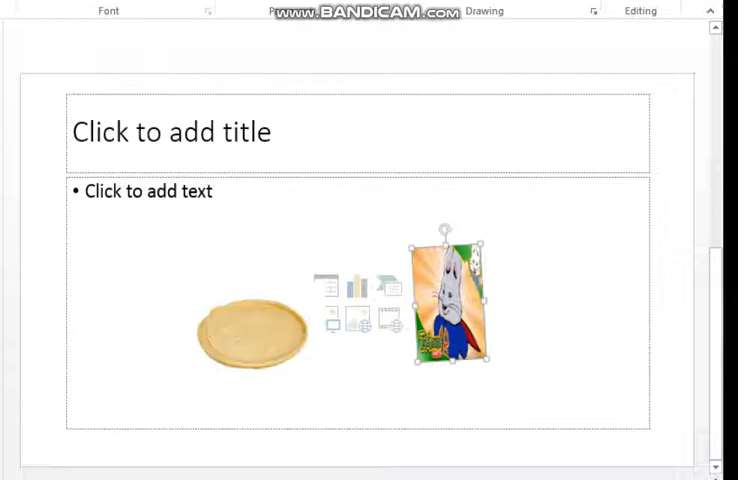 www.BANDICAM.com
Font
Drawing
Editing
Click to add title
• Click to add text